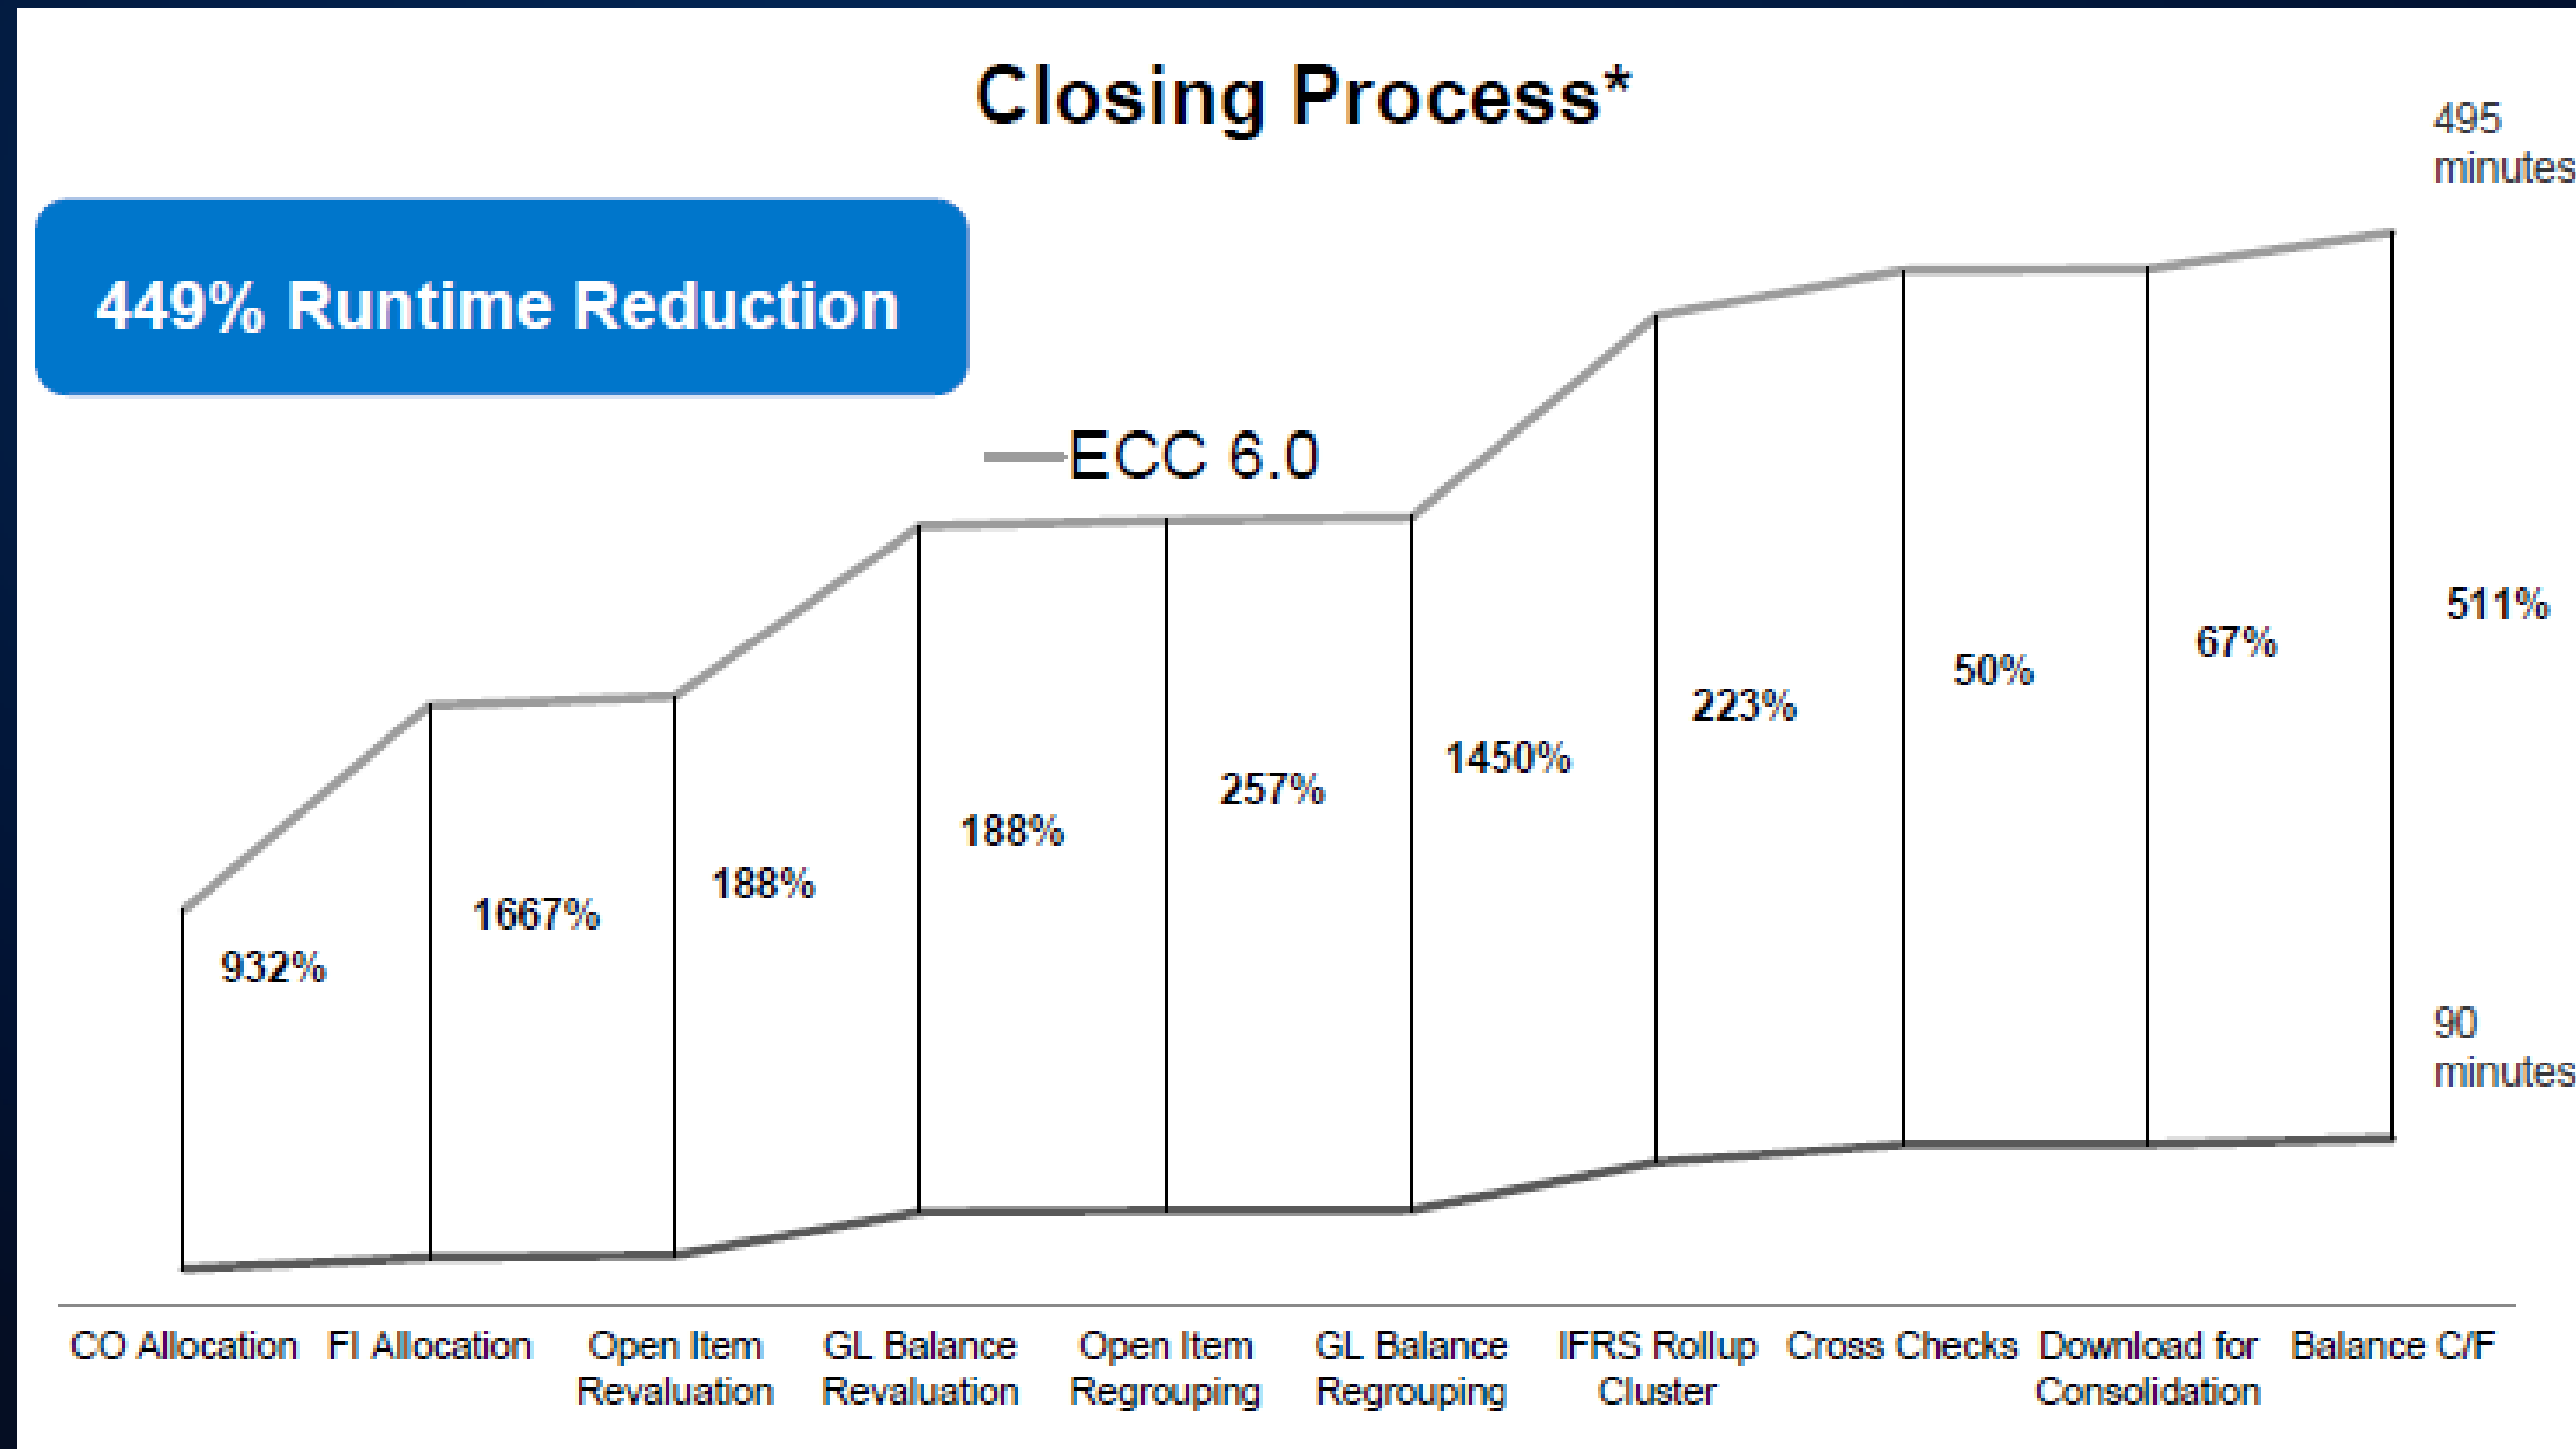 Closing Process*
495
minutes
449% Runtime Reduction
ECC 6.0
932%
1667%
188%
188%
257%
1450%
223%
50%
67%
511%
90
minutes
CO Allocation
FI Allocation
Open Item
Revaluation
GL Balance
Revaluation
Open Item
Regrouping
GL Balance
Regrouping
IFRS Rollup
Cluster
Cross Checks
Download for
Consolidation
Balance C/F